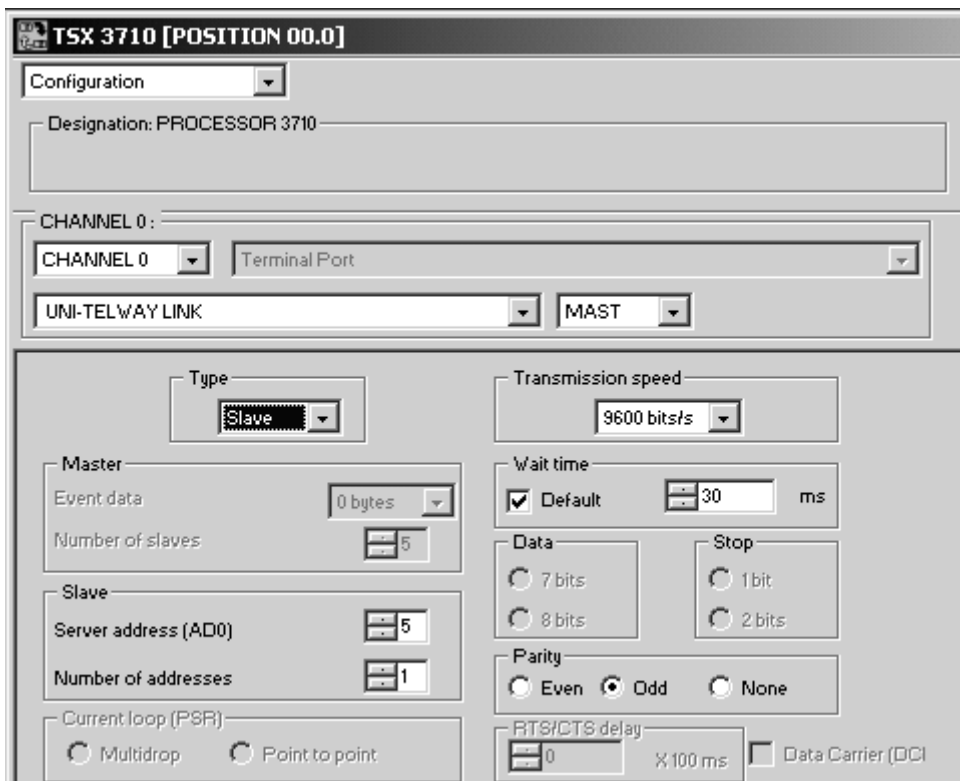 TSX 3710 [POSITION 00.0]
Configuration
Designation: PROCESSOR 3710
CHANNEL 0 :
CHANNEL 0 Terminal Port
UNI-TELWAY LINK MAST
Type Transmission speed
Slave 9600 bits/s
Master Wait time
Event data 0 bytes Default 30 ms
Number of slaves 5 Data Stop
7 bits 1 bit
Slave
Server address (AD0) 5 8 bits 2 bits
Number of addresses 1 Parity
Even Odd None
Current loop (PSR) RTS/CTS delay
Multidrop Point to point 0 X 100 ms Data Carrier (DCI